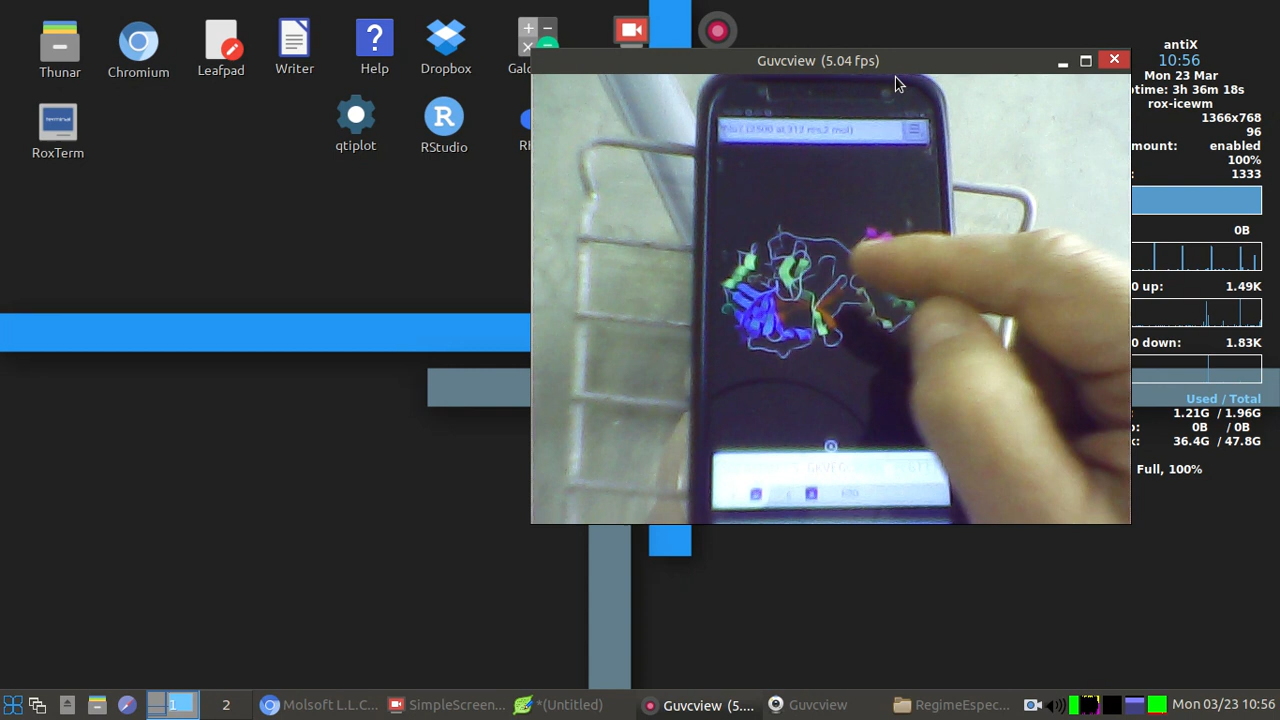 Thunar
Chromium
Leafpad
Writer
Help
Dropbox
RoxTerm
qtiplot
RStudio
Guvcview (5.04 fps)
antiX
10:56
Mon 23 Mar
ptime: 3h 36m 18s
rox-icewm
1366x768
96
mount: enabled
100%
: 1333
0B
0 up: 1.49K
0 down: 1.83K
Used / Total
: 1.21G / 1.96G
o: 0B / 0B
k: 36.4G / 47.8G
Full, 100%
1
2
Molsoft L.L.C...
SimpleScreen...
*(Untitled)
Guvcview (5....
Guvcview
RegimeEspec...
Mon 03/23 10:56